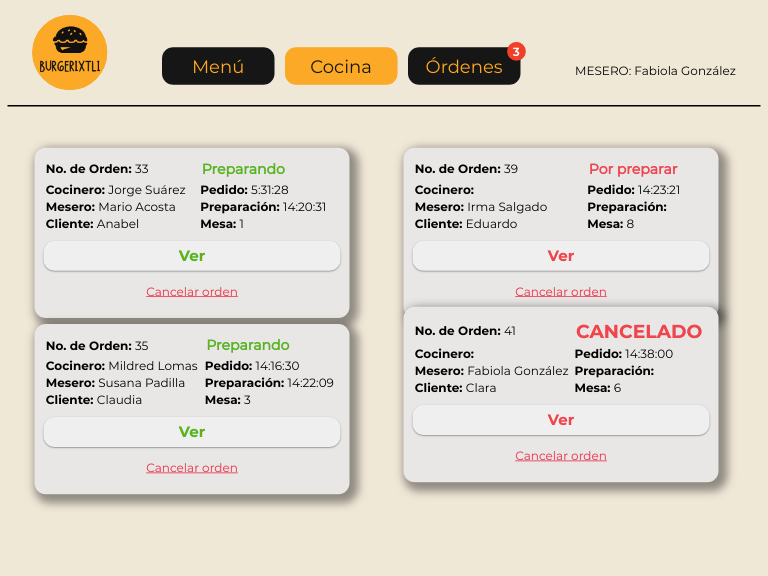 BURGERIXTLI
Menú
Cocina
Órdenes
3
MESERO: Fabiola González
No. de Orden: 33
Preparando
Cocinero: Jorge Suárez
Pedido: 5:31:28
Mesero: Mario Acosta
Preparación: 14:20:31
Cliente: Anabel
Mesa: 1
Ver
Cancelar orden
No. de Orden: 39
Por preparar
Cocinero:
Pedido: 14:23:21
Mesero: Irma Salgado
Preparación:
Cliente: Eduardo
Mesa: 8
Ver
Cancelar orden
No. de Orden: 35
Preparando
Cocinero: Mildred Lomas
Pedido: 14:16:30
Mesero: Susana Padilla
Preparación: 14:22:09
Cliente: Claudia
Mesa: 3
Ver
Cancelar orden
No. de Orden: 41
CANCELADO
Cocinero:
Pedido: 14:38:00
Mesero: Fabiola González
Preparación:
Cliente: Clara
Mesa: 6
Ver
Cancelar orden